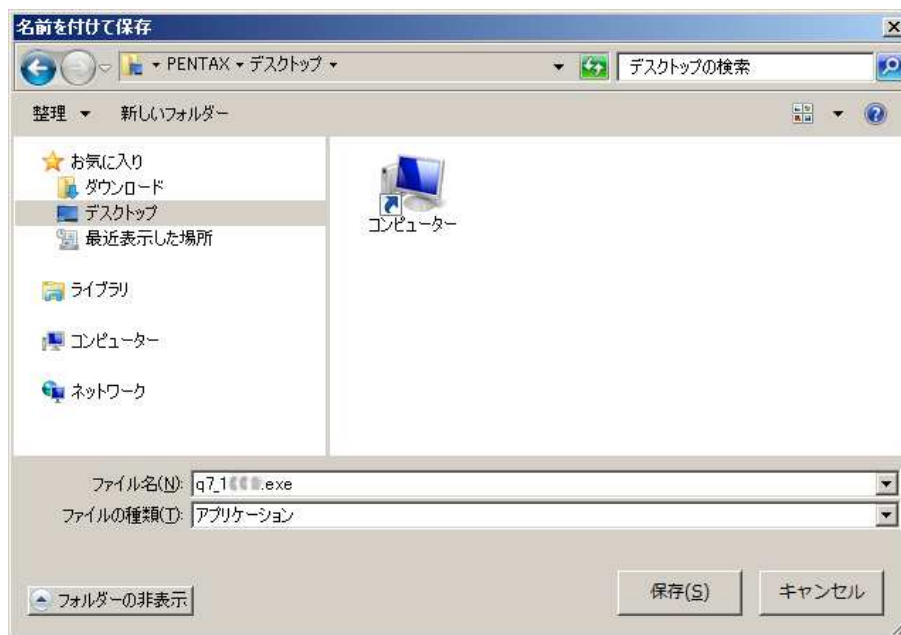 名前を付けて保存
PENTAX デスクトップ
デスクトップの検索
整理 新しいフォルダー
お気に入り
ダウンロード
デスクトップ
最近表示した場所
ライブラリ
コンピューター
ネットワーク
コンピューター
ファイル名(N): q7_1 .exe
ファイルの種類(T): アプリケーション
フォルダーの非表示
保存(S)
キャンセル